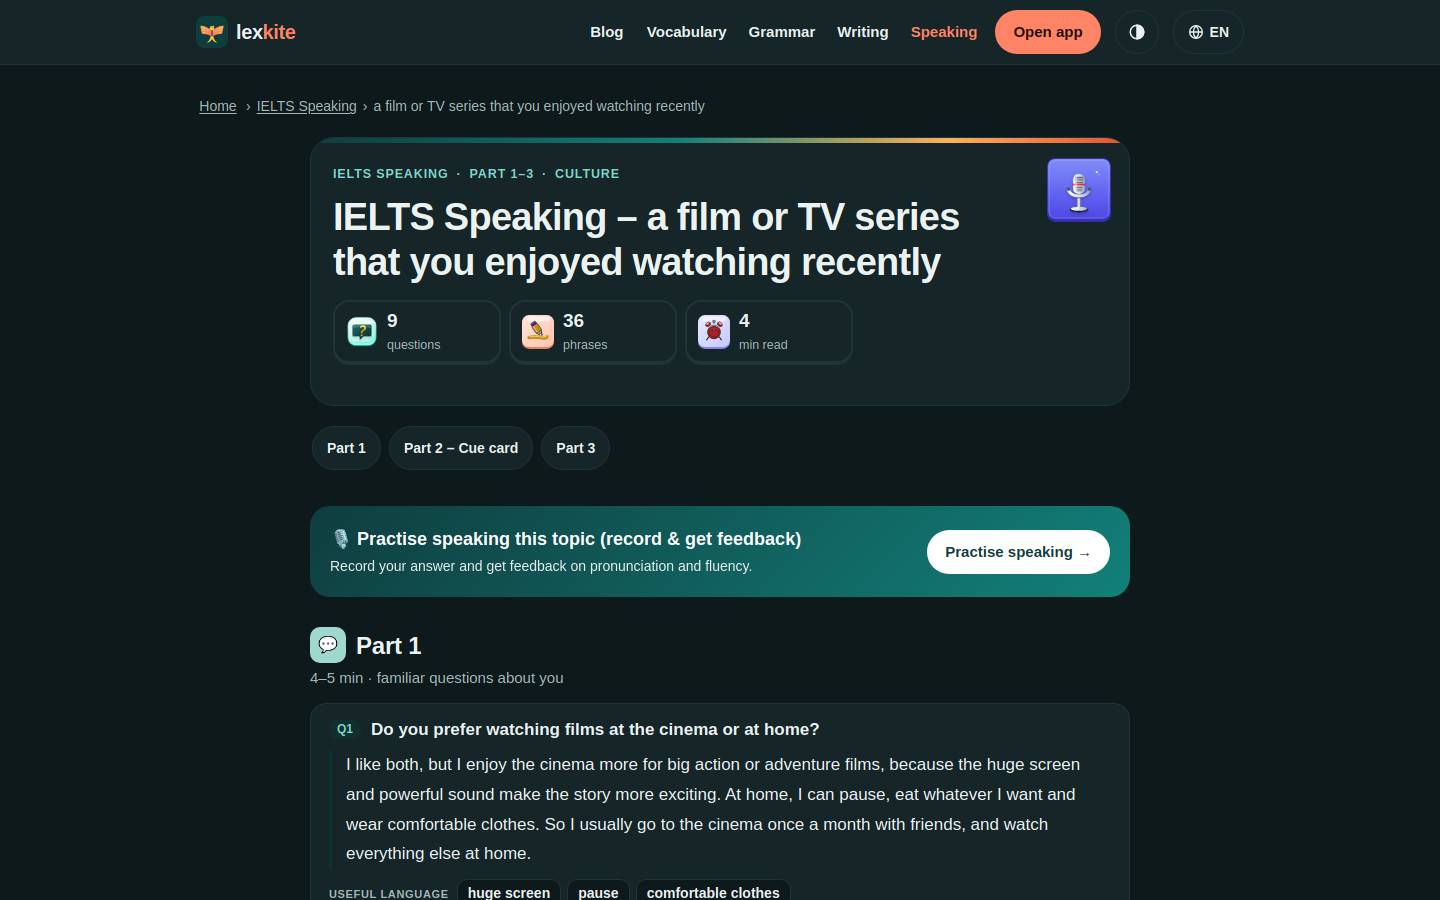 lexkite
Blog
Vocabulary
Grammar
Writing
Speaking
Open app
EN
Home › IELTS Speaking › a film or TV series that you enjoyed watching recently
IELTS SPEAKING · PART 1–3 · CULTURE
IELTS Speaking – a film or TV series
that you enjoyed watching recently
9
questions
36
phrases
4
min read
Part 1
Part 2 – Cue card
Part 3
Practise speaking this topic (record & get feedback)
Record your answer and get feedback on pronunciation and fluency.
Practise speaking →
Part 1
4–5 min · familiar questions about you
Q1 Do you prefer watching films at the cinema or at home?
I like both, but I enjoy the cinema more for big action or adventure films, because the huge screen
and powerful sound make the story more exciting. At home, I can pause, eat whatever I want and
wear comfortable clothes. So I usually go to the cinema once a month with friends, and watch
everything else at home.
USEFUL LANGUAGE huge screen pause comfortable clothes